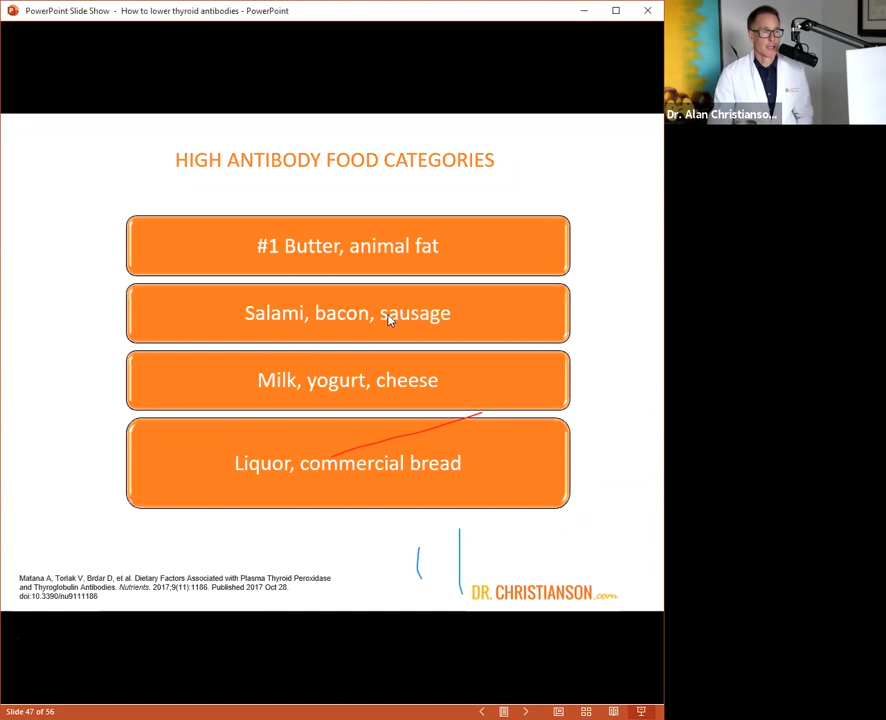 PowerPoint Slide Show - How to lower thyroid antibodies - PowerPoint
Dr. Alan Christianso...
HIGH ANTIBODY FOOD CATEGORIES
#1 Butter, animal fat
Salami, bacon, sausage
Milk, yogurt, cheese
Liquor, commercial bread
Matana A, Torlak V, Brdar D, et al. Dietary Factors Associated with Plasma Thyroid Peroxidase
and Thyroglobulin Antibodies. Nutrients. 2017;9(11):1186. Published 2017 Oct 28.
doi:10.3390/nu9111186
DR. CHRISTIANSON.com
Slide 47 of 56